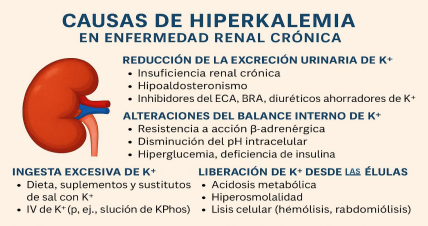 CAUSAS DE HIPERKALEMIA
EN ENFERMEDAD RENAL CRÓNICA
REDUCCIÓN DE LA EXCRECIÓN URINARIA DE K+
• Insuficiencia renal crónica
• Hipoaldosteronismo
• Inhibidores del ECA, BRA, diuréticos ahorradores de K+
ALTERACIONES DEL BALANCE INTERNO DE K+
• Resistencia a acción β-adrenérgica
• Disminución del pH intracelular
• Hiperglucemia, deficiencia de insulina
INGESTA EXCESIVA DE K+
• Dieta, suplementos y sustitutos
de sal con K+
• IV de K+ (p, ej., slución de KPhos)
LIBERACIÓN DE K+ DESDE LAS ÉLULAS
• Acidosis metabólica
• Hiperosmolalidad
• Lisis celular (hemólisis, rabdomiólisis)